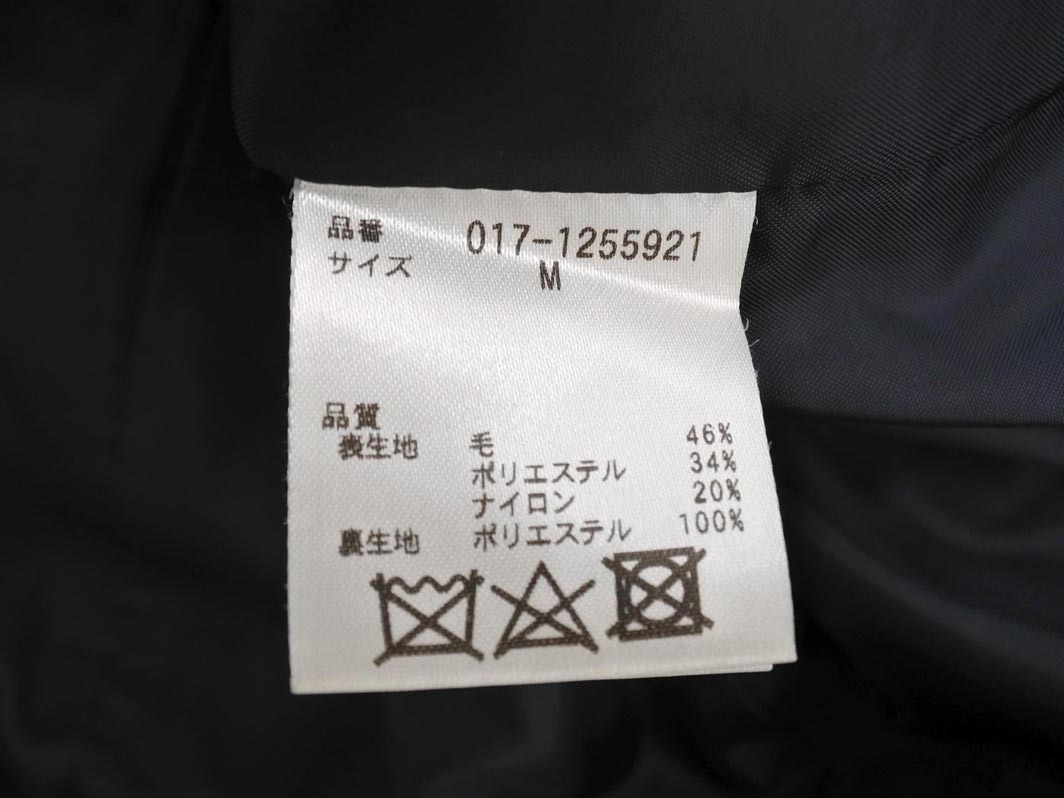 品番 017-1255921
サイズ M
品質
表生地 毛 46%
ポリエステル 34%
ナイロン 20%
裏生地 ポリエステル 100%